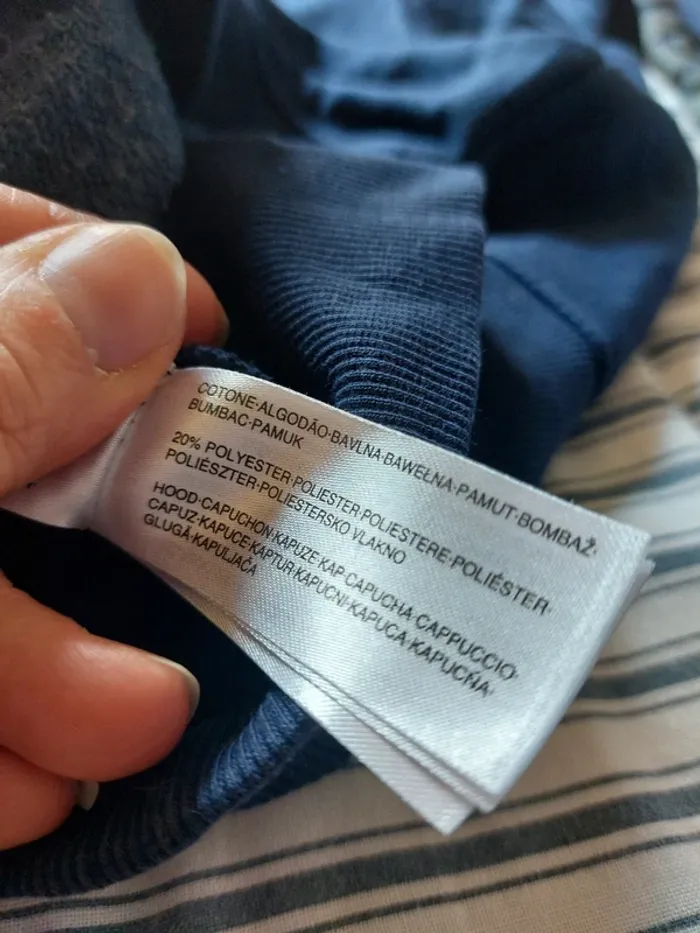 COTONE·ALGODÃO·BAVLNA·BAWEŁNA·PAMUT·BOMBAŽ·
BUMBAC·PAMUK
20% POLYESTER·POLIESTER·POLIESTERE·POLIÉSTER·
POLIÉSZTER·POLIESTERSKO VLAKNO
HOOD·CAPUCHON·KAPUZE·KAP·CAPUCHA·CAPPUCCIO·
CAPUZ·KAPUCE·KAPTUR·KAPUCNI·KAPUCA·KAPUCŇA·
GLUGĂ·KAPULJAČA